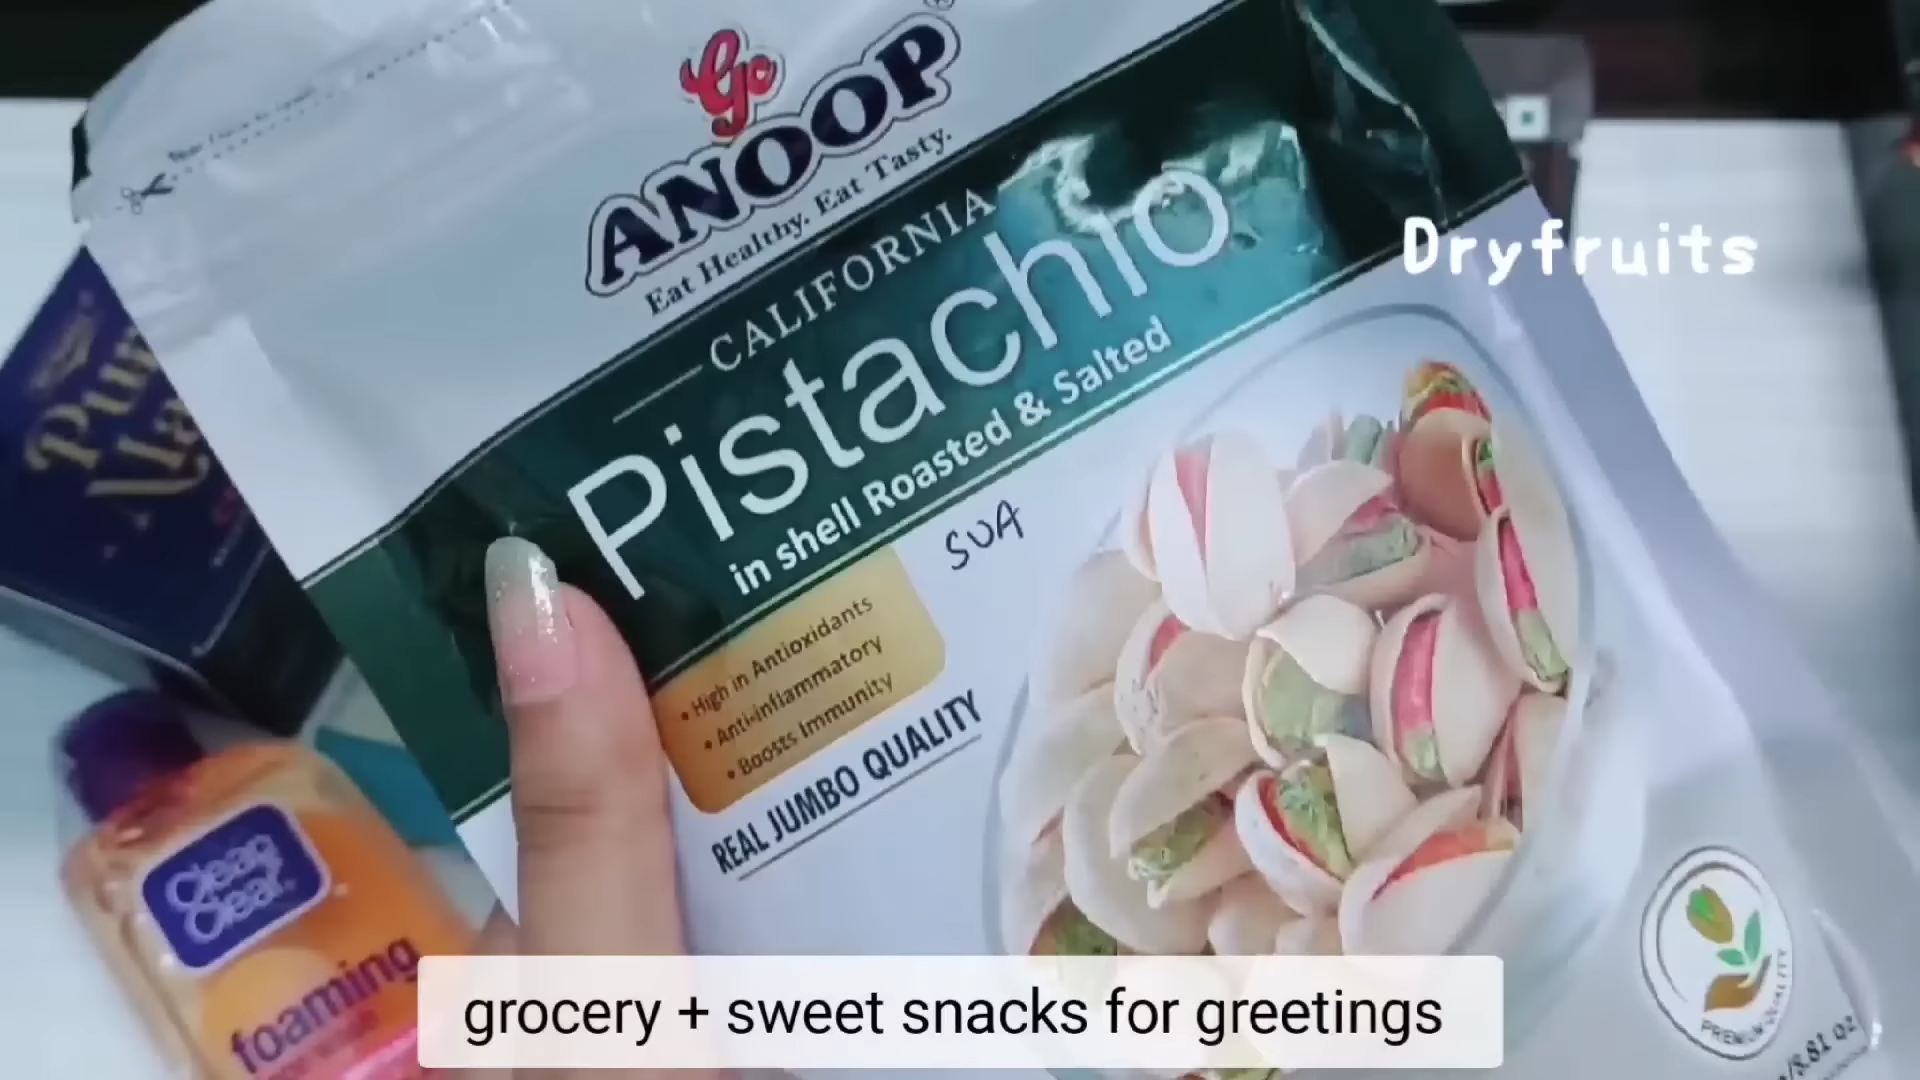 Go
ANOOP
Eat Healthy. Eat Tasty.
CALIFORNIA
Pistachio
in shell Roasted & Salted
SUA
• High in Antioxidants
• Anti-inflammatory
• Boosts Immunity
REAL JUMBO QUALITY
Dryfruits
Clean
Clear
foaming
PREMIUM QUALITY
grocery + sweet snacks for greetings